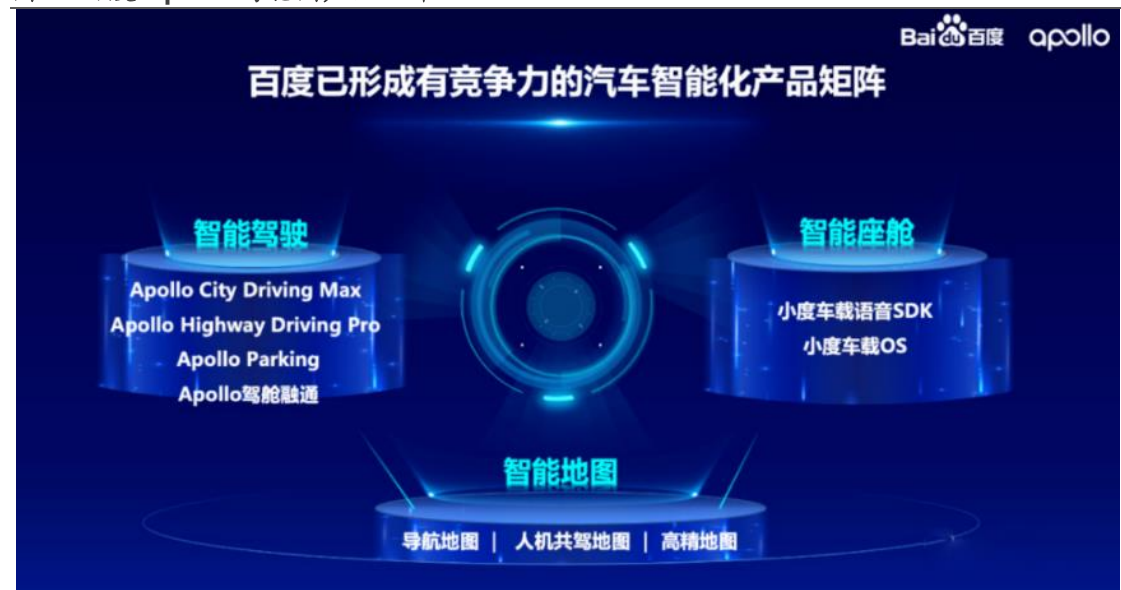 Bai du 百度 apollo
百度已形成有竞争力的汽车智能化产品矩阵
智能驾驶
Apollo City Driving Max
Apollo Highway Driving Pro
Apollo Parking
Apollo驾舱融通
智能座舱
小度车载语音SDK
小度车载OS
智能地图
导航地图 | 人机共驾地图 | 高精地图